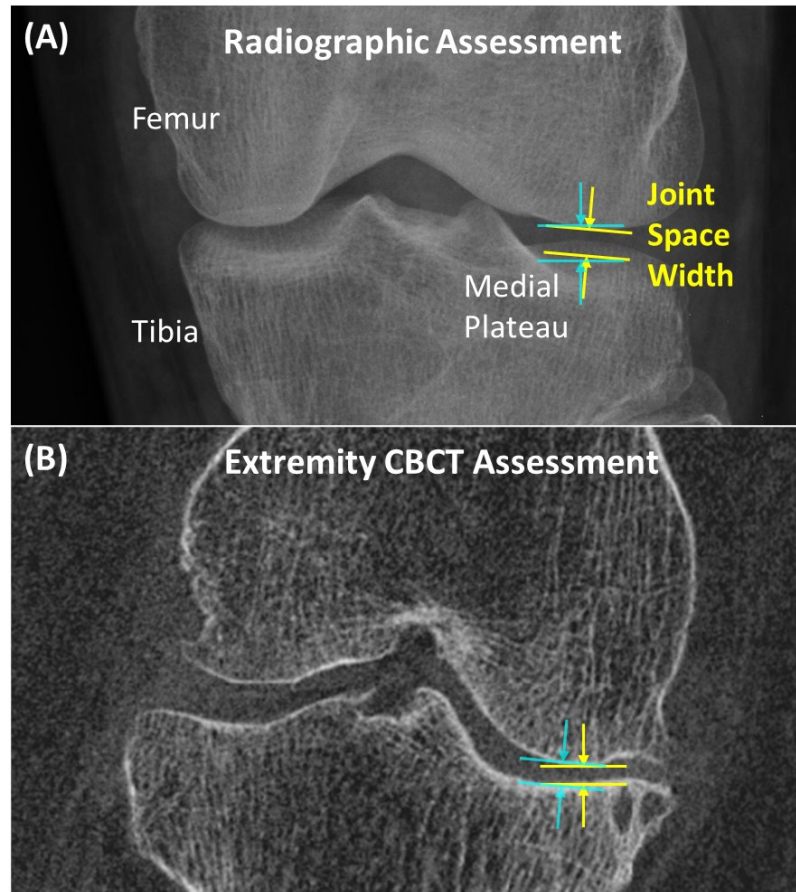 (A)
Radiographic Assessment
Femur
Joint
Space
Width
Medial
Plateau
Tibia
(B)
Extremity CBCT Assessment